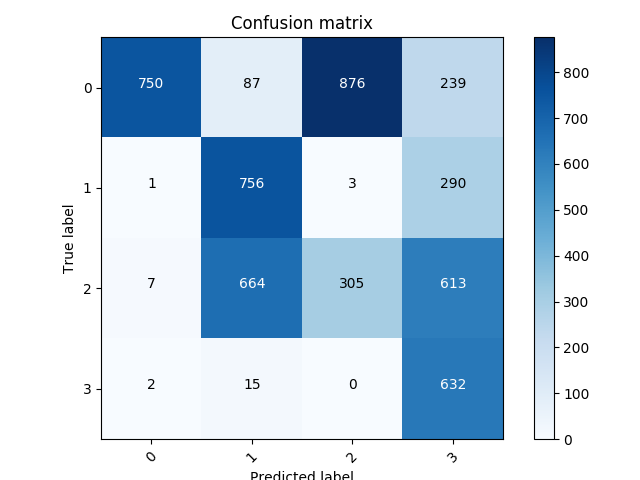 Confusion matrix
0 750 87 876 239
1 1 756 3 290
2 7 664 305 613
3 2 15 0 632
0 1 2 3
True label
Predicted label
800
700
600
500
400
300
200
100
0